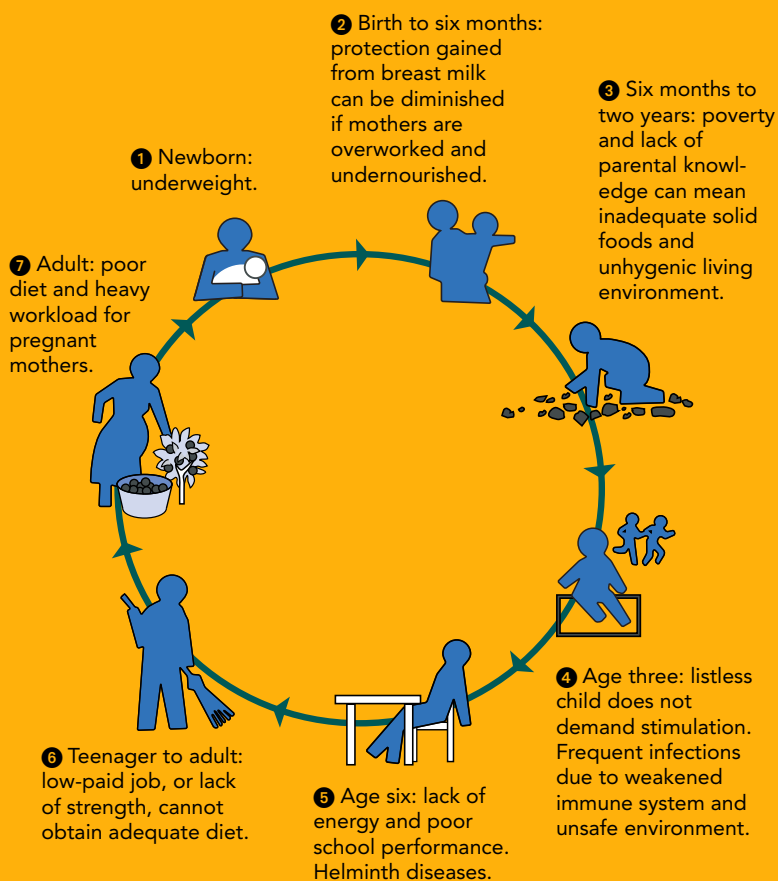 ❶ Newborn:
underweight.
❷ Birth to six months:
protection gained
from breast milk
can be diminished
if mothers are
overworked and
undernourished.
❸ Six months to
two years: poverty
and lack of
parental knowl-
edge can mean
inadequate solid
foods and
unhygenic living
environment.
❹ Age three: listless
child does not
demand stimulation.
Frequent infections
due to weakened
immune system and
unsafe environment.
❺ Age six: lack of
energy and poor
school performance.
Helminth diseases.
❻ Teenager to adult:
low-paid job, or lack
of strength, cannot
obtain adequate diet.
❼ Adult: poor
diet and heavy
workload for
pregnant
mothers.